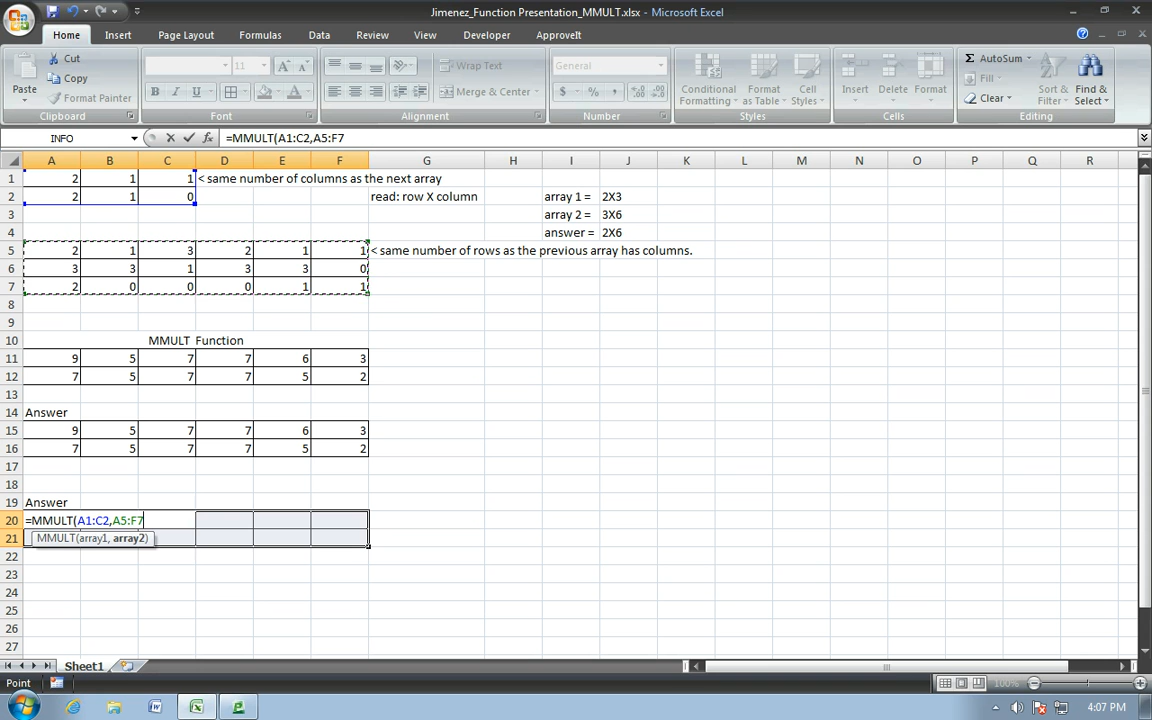 Jimenez_Function Presentation_MMULT.xlsx - Microsoft Excel
Home Insert Page Layout Formulas Data Review View Developer ApproveIt
Paste Cut Copy Format Painter
11 Wrap Text General
B I U Merge & Center $ % ,
Conditional Formatting Format as Table Cell Styles Insert Delete Format
AutoSum Fill Clear Sort & Filter Find & Select
Clipboard Font Alignment Number Styles Cells Editing
INFO fx =MMULT(A1:C2,A5:F7
A B C D E F G H I J K L M N O P Q R
1 2 1 1 < same number of columns as the next array
2 2 1 0 read: row X column array 1 = 2X3
3 array 2 = 3X6
4 answer = 2X6
5 2 1 3 2 1 1 < same number of rows as the previous array has columns.
6 3 3 1 3 3 0
7 2 0 0 0 1 1
8
9
10 MMULT Function
11 9 5 7 7 6 3
12 7 5 7 7 5 2
13
14 Answer
15 9 5 7 7 6 3
16 7 5 7 7 5 2
17
18
19 Answer
20 =MMULT(A1:C2,A5:F7
21 MMULT(array1, array2)
22
23
24
25
26
27
Sheet1
Point 100%
4:07 PM